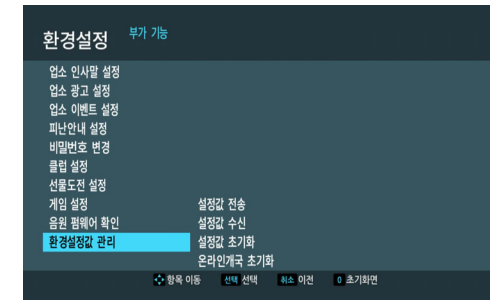 환경설정 부가 기능
업소 인사말 설정
업소 광고 설정
업소 이벤트 설정
피난안내 설정
비밀번호 변경
클럽 설정
선물도전 설정
게임 설정 설정값 전송
음원 펌웨어 확인 설정값 수신
환경설정값 관리 설정값 초기화
온라인개국 초기화
항목 이동 선택 선택 취소 이전 0 초기화면